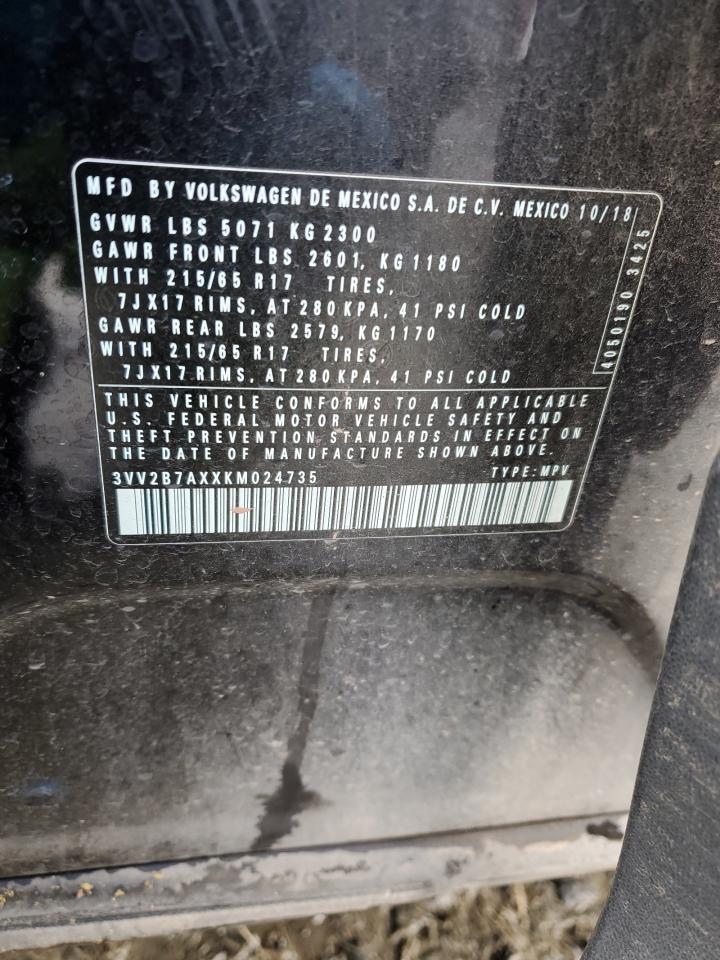 MFD BY VOLKSWAGEN DE MEXICO S.A. DE C.V. MEXICO 10/18
GVWR LBS 5071 KG 2300
GAWR FRONT LBS 2601, KG 1180
WITH 215/65 R17 TIRES,
7JX17 RIMS, AT 280 KPA, 41 PSI COLD
GAWR REAR LBS 2579, KG 1170
WITH 215/65 R17 TIRES,
7JX17 RIMS, AT 280 KPA, 41 PSI COLD
4050190 3425
THIS VEHICLE CONFORMS TO ALL APPLICABLE
U.S. FEDERAL MOTOR VEHICLE SAFETY AND
THEFT PREVENTION STANDARDS IN EFFECT ON
THE DATE OF MANUFACTURE SHOWN ABOVE.
3VV2B7AXXKM024735 TYPE:MPV